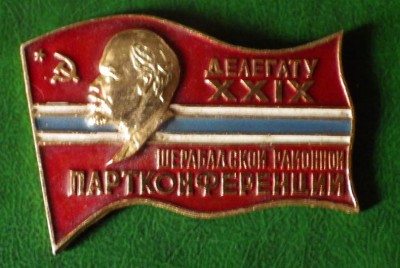 ДЕЛЕГАТУ
XXIX
ШЕРАБАДСКОЙ РАЙОННОЙ
ПАРТКОНФЕРЕНЦИИ